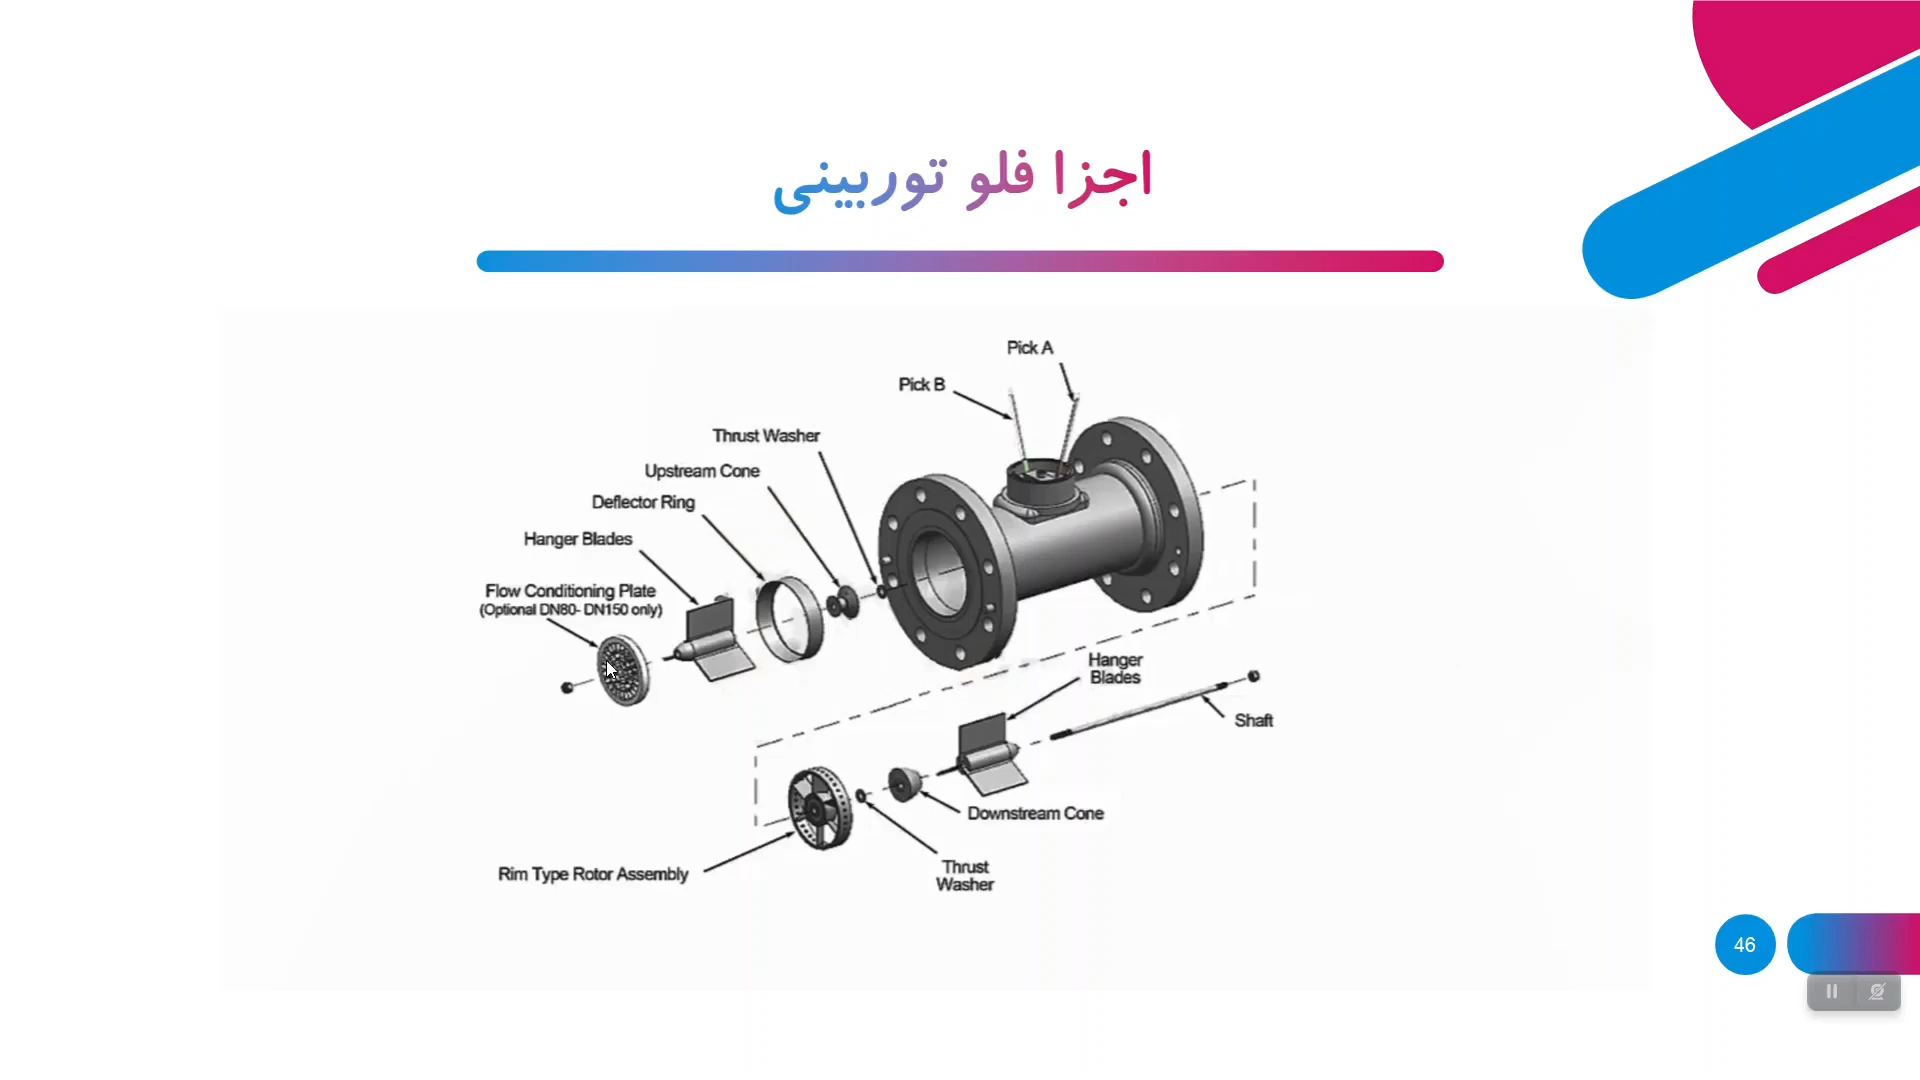 اجزا فلو توربینی
Pick A
Pick B
Thrust Washer
Upstream Cone
Deflector Ring
Hanger Blades
Flow Conditioning Plate
(Optional DN80- DN150 only)
Hanger
Blades
Shaft
Downstream Cone
Thrust
Washer
Rim Type Rotor Assembly
46